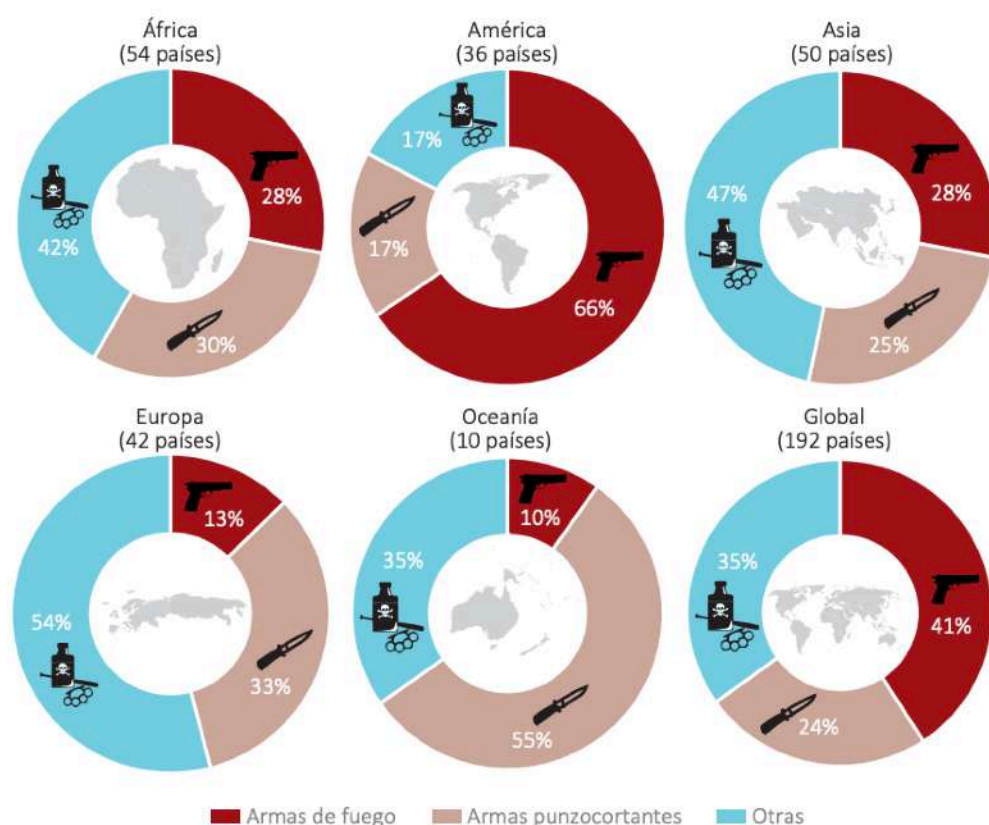 África
(54 países)
28%
30%
42%
América
(36 países)
17%
17%
66%
Asia
(50 países)
47%
28%
25%
Europa
(42 países)
13%
33%
54%
Oceanía
(10 países)
10%
35%
55%
Global
(192 países)
35%
41%
24%
Armas de fuego
Armas punzocortantes
Otras